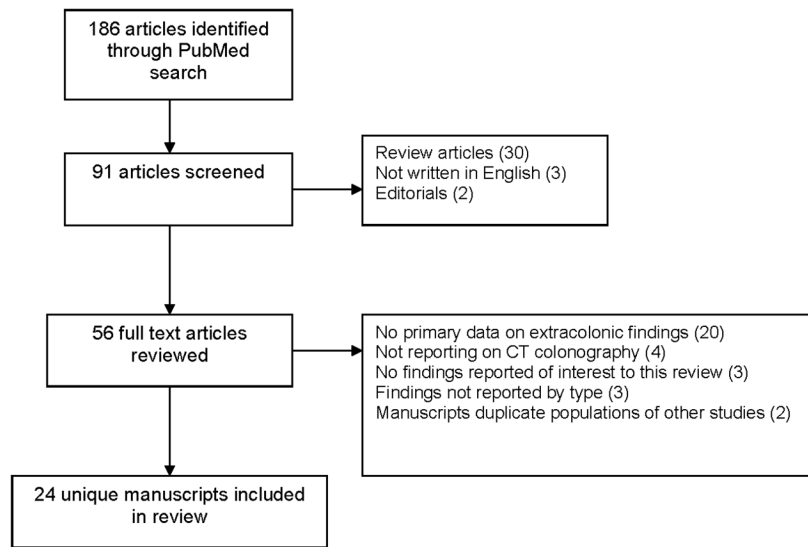 186 articles identified
through PubMed
search
91 articles screened
Review articles (30)
Not written in English (3)
Editorials (2)
56 full text articles
reviewed
No primary data on extracolonic findings (20)
Not reporting on CT colonography (4)
No findings reported of interest to this review (3)
Findings not reported by type (3)
Manuscripts duplicate populations of other studies (2)
24 unique manuscripts included
in review